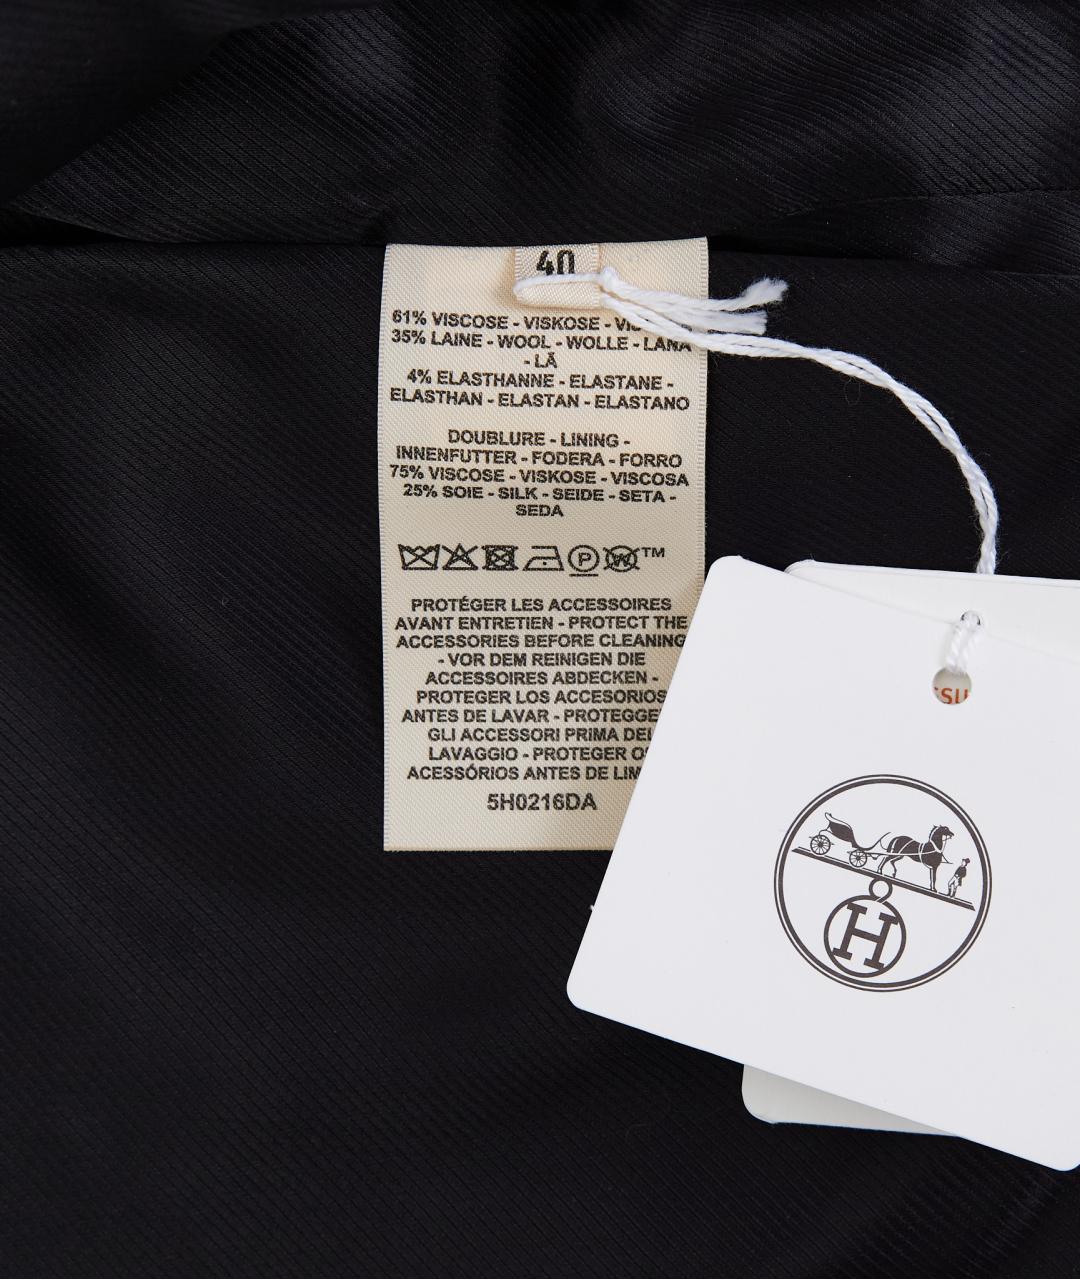 40
61% VISCOSE - VISKOSE -
35% LAINE - WOOL - WOLLE - LANA
- LÃ
4% ELASTHANNE - ELASTANE -
ELASTHAN - ELASTAN - ELASTANO
DOUBLURE - LINING -
INNENFUTTER - FODERA - FORRO
75% VISCOSE - VISKOSE - VISCOSA
25% SOIE - SILK - SEIDE - SETA -
SEDA
P W TM
PROTÉGER LES ACCESSOIRES
AVANT ENTRETIEN - PROTECT THE
ACCESSORIES BEFORE CLEANING
- VOR DEM REINIGEN DIE
ACCESSOIRES ABDECKEN -
PROTEGER LOS ACCESORIOS
ANTES DE LAVAR - PROTEGGE
GLI ACCESSORI PRIMA DEL
LAVAGGIO - PROTEGER OS
ACESSÓRIOS ANTES DE LIM
5H0216DA
H